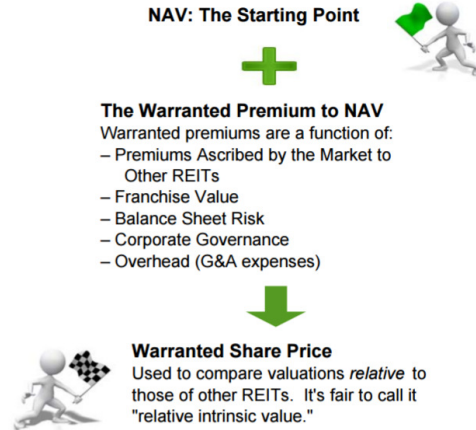 NAV: The Starting Point
The Warranted Premium to NAV
Warranted premiums are a function of:
– Premiums Ascribed by the Market to
Other REITs
– Franchise Value
– Balance Sheet Risk
– Corporate Governance
– Overhead (G&A expenses)
Warranted Share Price
Used to compare valuations relative to
those of other REITs. It's fair to call it
"relative intrinsic value."